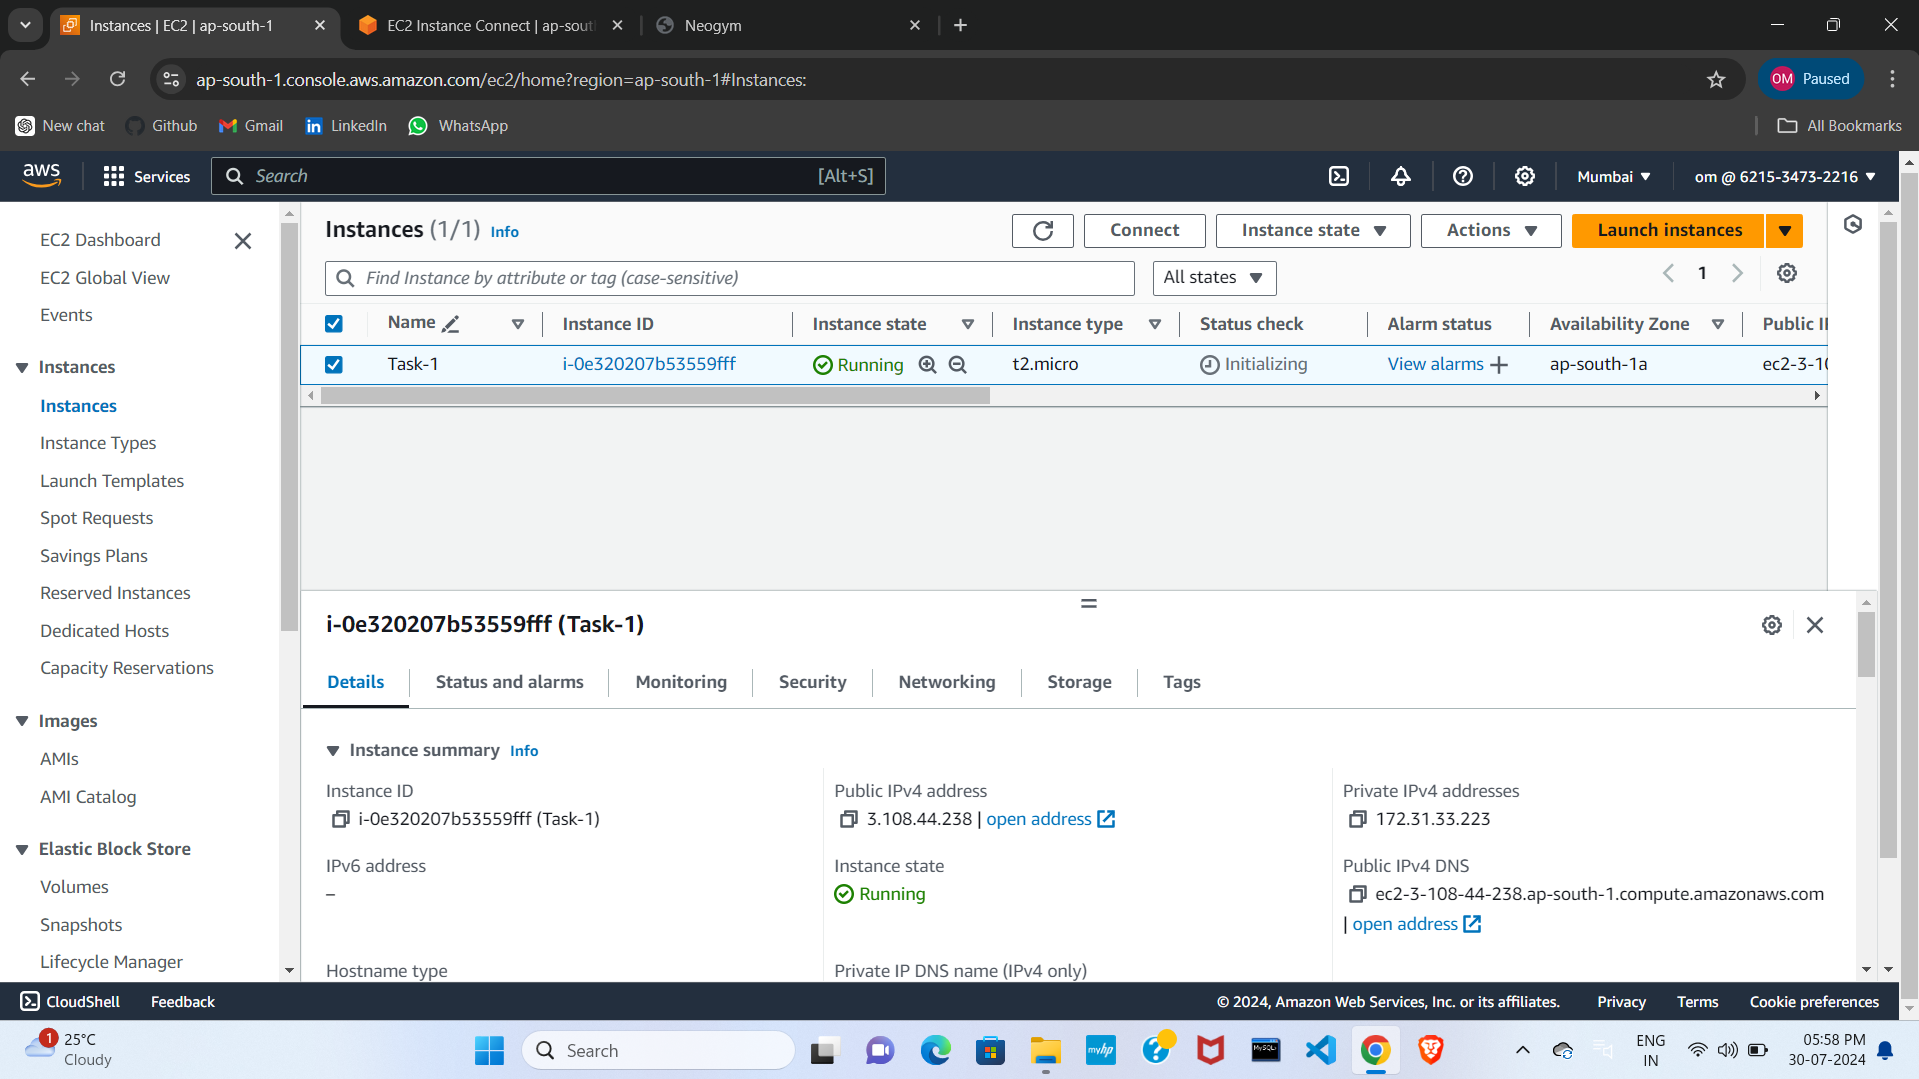 Instances | EC2 | ap-south-1
EC2 Instance Connect | ap-sout
Neogym
ap-south-1.console.aws.amazon.com/ec2/home?region=ap-south-1#Instances:
OM Paused
New chat
Github
Gmail
LinkedIn
WhatsApp
All Bookmarks
aws
Services
Search [Alt+S]
Mumbai
om @ 6215-3473-2216
EC2 Dashboard
EC2 Global View
Events
Instances
Instances
Instance Types
Launch Templates
Spot Requests
Savings Plans
Reserved Instances
Dedicated Hosts
Capacity Reservations
Images
AMIs
AMI Catalog
Elastic Block Store
Volumes
Snapshots
Lifecycle Manager
Instances (1/1) Info
Connect
Instance state
Actions
Launch instances
Find Instance by attribute or tag (case-sensitive)
All states
1
Name Instance ID Instance state Instance type Status check Alarm status Availability Zone Public I
Task-1 i-0e320207b53559fff Running t2.micro Initializing View alarms ap-south-1a ec2-3-10
i-0e320207b53559fff (Task-1)
Details Status and alarms Monitoring Security Networking Storage Tags
Instance summary Info
Instance ID
i-0e320207b53559fff (Task-1)
Public IPv4 address
3.108.44.238 | open address
Private IPv4 addresses
172.31.33.223
IPv6 address
–
Instance state
Running
Public IPv4 DNS
ec2-3-108-44-238.ap-south-1.compute.amazonaws.com
| open address
Hostname type
Private IP DNS name (IPv4 only)
CloudShell
Feedback
© 2024, Amazon Web Services, Inc. or its affiliates.
Privacy
Terms
Cookie preferences
1
25°C
Cloudy
Search
myhp
MySQL
ENG
IN
05:58 PM
30-07-2024